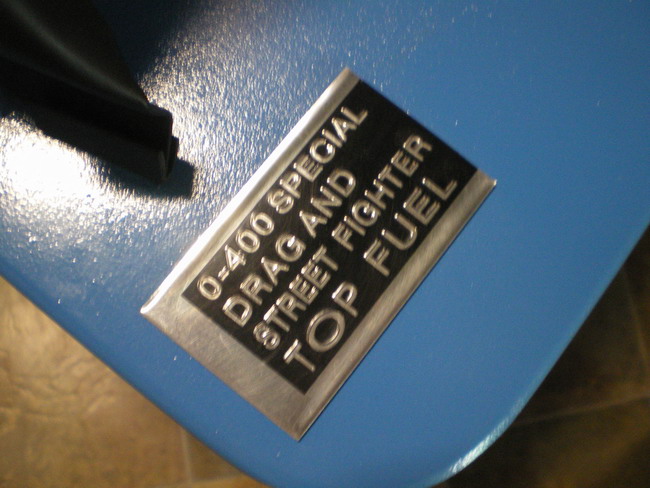 0=400 SPECIAL
DRAG AND
STREET FIGHTER
TOP FUEL